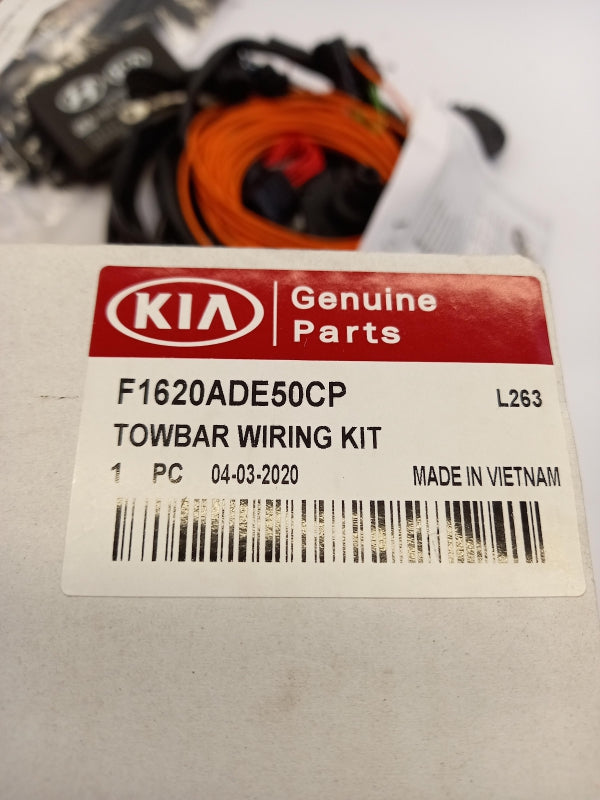 KIA
Genuine
Parts
F1620ADE50CP
L263
TOWBAR WIRING KIT
1 PC 04-03-2020
MADE IN VIETNAM